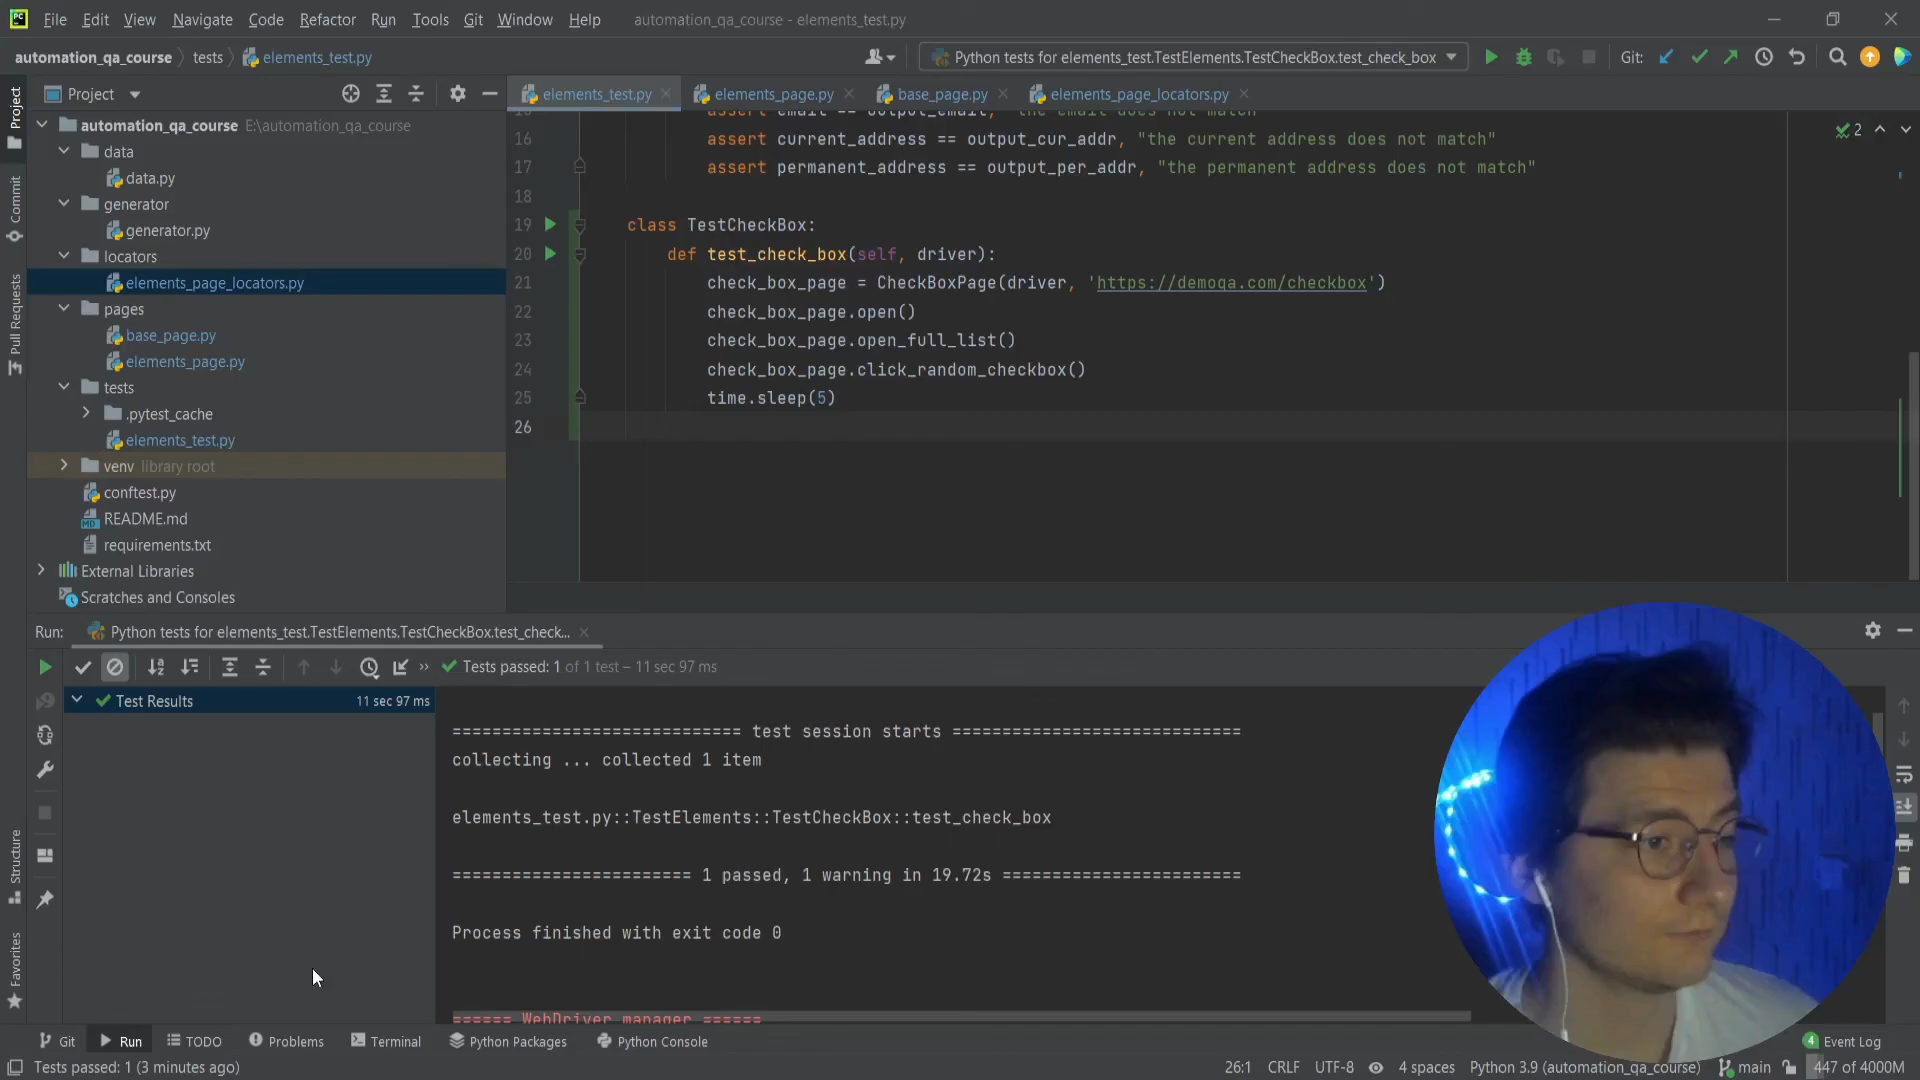 PC File Edit View Navigate Code Refactor Run Tools Git Window Help automation_qa_course - elements_test.py
automation_qa_course tests elements_test.py Python tests for elements_test.TestElements.TestCheckBox.test_check_box Git:
Project elements_test.py elements_page.py base_page.py elements_page_locators.py
automation_qa_course E:\automation_qa_course
data
data.py
generator
generator.py
locators
elements_page_locators.py
pages
base_page.py
elements_page.py
tests
.pytest_cache
elements_test.py
venv library root
conftest.py
MD README.md
requirements.txt
External Libraries
Scratches and Consoles
Project
Commit
Pull Requests
Structure
Favorites
16 assert current_address == output_cur_addr, "the current address does not match"
17 assert permanent_address == output_per_addr, "the permanent address does not match"
18
19 class TestCheckBox:
20 def test_check_box(self, driver):
21 check_box_page = CheckBoxPage(driver, 'https://demoqa.com/checkbox')
22 check_box_page.open()
23 check_box_page.open_full_list()
24 check_box_page.click_random_checkbox()
25 time.sleep(5)
26
2
Run: Python tests for elements_test.TestElements.TestCheckBox.test_check...
Tests passed: 1 of 1 test – 11 sec 97 ms
Test Results 11 sec 97 ms
============================= test session starts =============================
collecting ... collected 1 item
elements_test.py::TestElements::TestCheckBox::test_check_box
======================== 1 passed, 1 warning in 19.72s ========================
Process finished with exit code 0
====== WebDriver manager ======
Git Run TODO Problems Terminal Python Packages Python Console 4 Event Log
Tests passed: 1 (3 minutes ago) 26:1 CRLF UTF-8 4 spaces Python 3.9 (automation_qa_course) main 447 of 4000M